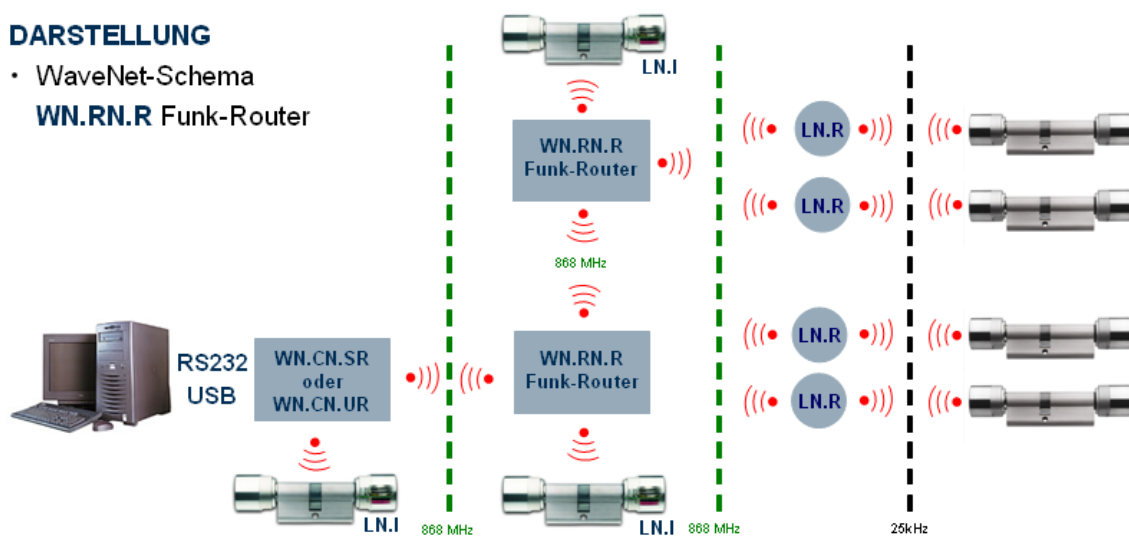 DARSTELLUNG
• WaveNet-Schema
WN.RN.R Funk-Router
LN.I
WN.RN.R
Funk-Router
868 MHz
LN.R
LN.R
RS232
USB
WN.CN.SR
oder
WN.CN.UR
WN.RN.R
Funk-Router
LN.R
LN.R
LN.I
LN.I
868 MHz
868 MHz
25kHz